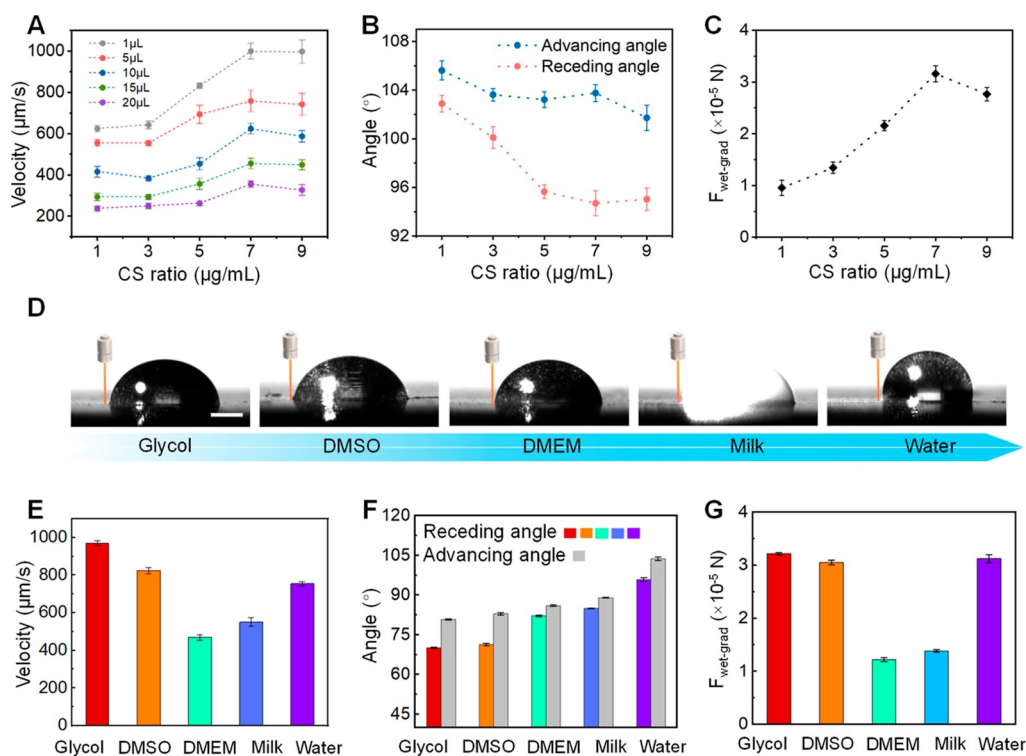 A
1μL
5μL
10μL
15μL
20μL
Velocity (μm/s)
1000
800
600
400
200
1 3 5 7 9
CS ratio (μg/mL)
B
Advancing angle
Receding angle
Angle (°)
108
104
100
96
92
1 3 5 7 9
CS ratio (μg/mL)
C
Fwet-grad (×10-5 N)
4
3
2
1
0
1 3 5 7 9
CS ratio (μg/mL)
D
Glycol DMSO DMEM Milk Water
E
Velocity (μm/s)
1000
800
600
400
200
0
Glycol DMSO DMEM Milk Water
F
Receding angle
Advancing angle
Angle (°)
120
105
90
75
60
45
Glycol DMSO DMEM Milk Water
G
Fwet-grad (×10-5 N)
4
3
2
1
0
Glycol DMSO DMEM Milk Water